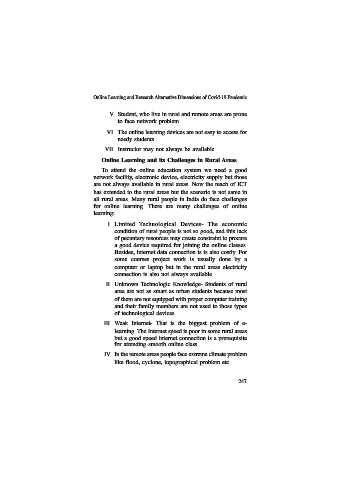 Online Learning and Research Alternative Dimensions of Covid-19 Pandemic
V Student, who live in rural and remote areas are prone
to face network problem
VI The online learning devices are not easy to access for
needy students
VII Instructor may not always be available
Online Learning and its Challenges in Rural Areas
To attend the online education system we need a good
network facility, electronic device, electricity supply but those
are not always available in rural areas. Now the reach of ICT
has extended to the rural areas but the scenario is not same in
all rural areas. Many rural people in India do face challenges
for online learning. There are many challenges of online
learning:
I Limited Technological Devices- The economic
condition of rural people is not so good, and this lack
of pecuniary resources may create constraint to procure
a good device required for joining the online classes.
Besides, internet data connection is is also costly. For
some courses project work is usually done by a
computer or laptop but in the rural areas electricity
connection is also not always available
II Unknown Technologic Knowledge- Students of rural
area are not as smart as urban students because most
of them are not equipped with proper computer training
and their family members are not used to those types
of technological devices
III Weak Internet- That is the biggest problem of e-
learning. The internet speed is poor in some rural areas
but a good speed internet connection is a prerequisite
for attending smooth online class
IV In the remote areas people face extreme climate problem
like flood, cyclone, topographical problem etc
247